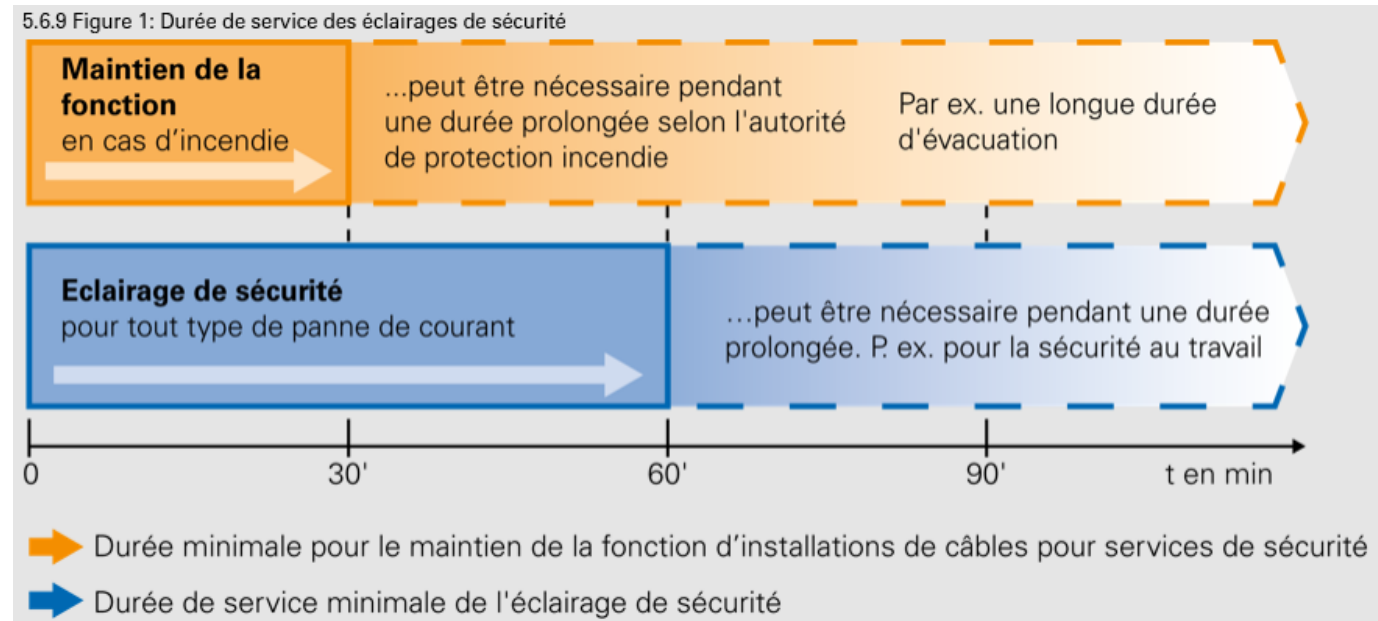 5.6.9 Figure 1: Durée de service des éclairages de sécurité
Maintien de la
fonction
en cas d'incendie
...peut être nécessaire pendant
une durée prolongée selon l'autorité
de protection incendie
Par ex. une longue durée
d'évacuation
Eclairage de sécurité
pour tout type de panne de courant
...peut être nécessaire pendant une durée
prolongée. P. ex. pour la sécurité au travail
0
30'
60'
90'
t en min
Durée minimale pour le maintien de la fonction d'installations de câbles pour services de sécurité
Durée de service minimale de l'éclairage de sécurité